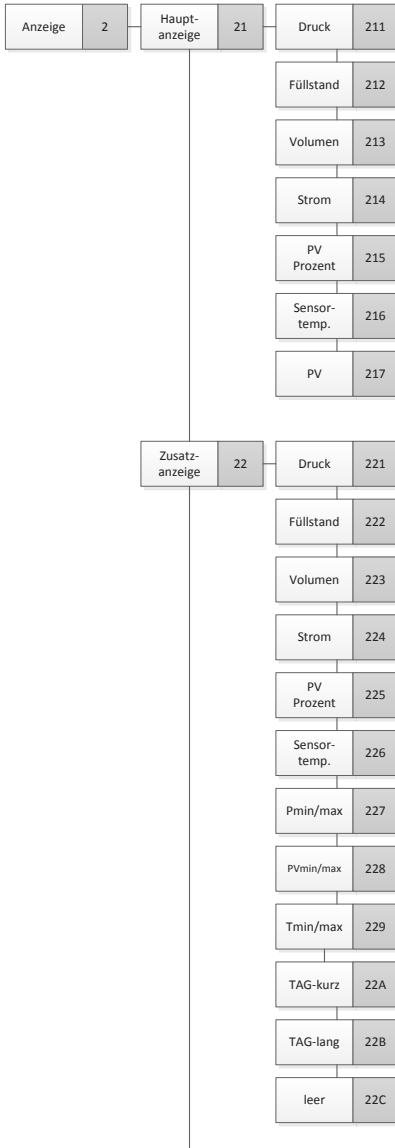 Anzeige 2 Haupt-
anzeige 21 Druck 211
Füllstand 212
Volumen 213
Strom 214
PV
Prozent 215
Sensor-
temp. 216
PV 217
Zusatz-
anzeige 22 Druck 221
Füllstand 222
Volumen 223
Strom 224
PV
Prozent 225
Sensor-
temp. 226
Pmin/max 227
PVmin/max 228
Tmin/max 229
TAG-kurz 22A
TAG-lang 22B
leer 22C